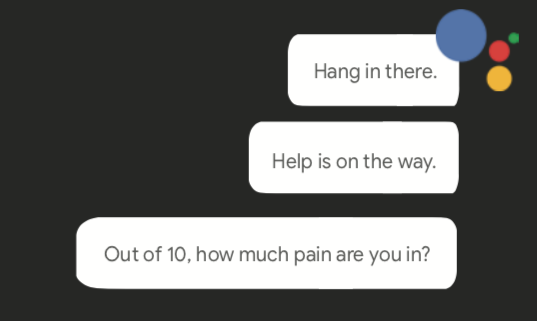 Hang in there.
Help is on the way.
Out of 10, how much pain are you in?